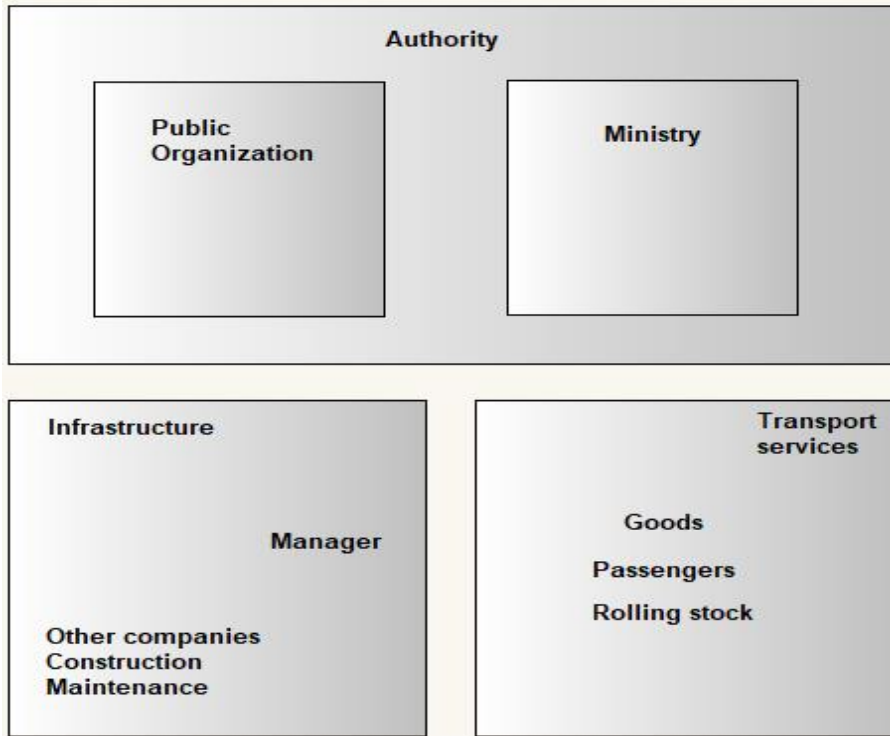 Authority
Public
Organization
Ministry
Infrastructure
Manager
Other companies
Construction
Maintenance
Transport
services
Goods
Passengers
Rolling stock